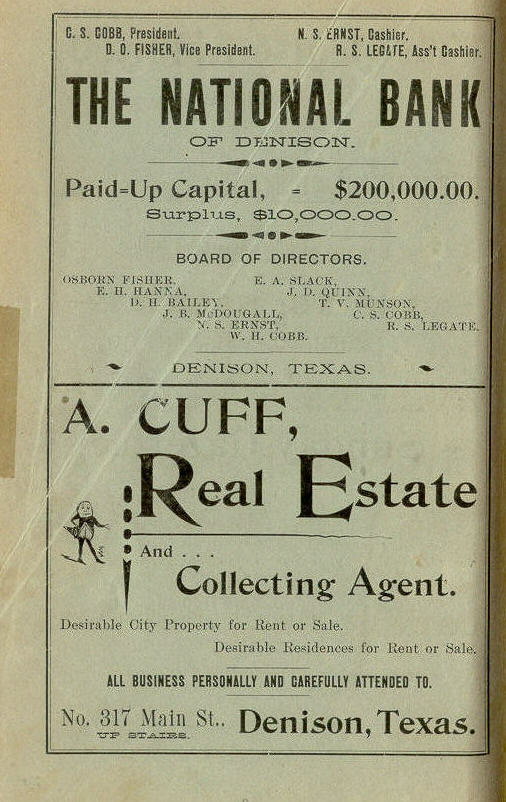 C. S. COBB, President. N. S. ERNST, Cashier.
D. O. FISHER, Vice President. R. S. LEGATE, Ass't Cashier.
THE NATIONAL BANK
OF DENISON.
Paid=Up Capital, = $200,000.00.
Surplus, $10,000.00.
BOARD OF DIRECTORS.
OSBORN FISHER, E. A. SLACK,
E. H. HANNA, J. D. QUINN,
D. H. BAILEY, T. V. MUNSON,
J. B. McDOUGALL, C. S. COBB,
N. S. ERNST, R. S. LEGATE.
W. H. COBB.
DENISON, TEXAS.
A. CUFF,
Real Estate
And . . .
Collecting Agent.
Desirable City Property for Rent or Sale.
Desirable Residences for Rent or Sale.
ALL BUSINESS PERSONALLY AND CAREFULLY ATTENDED TO.
No. 317 Main St.. Denison, Texas.
UP STAIRS.